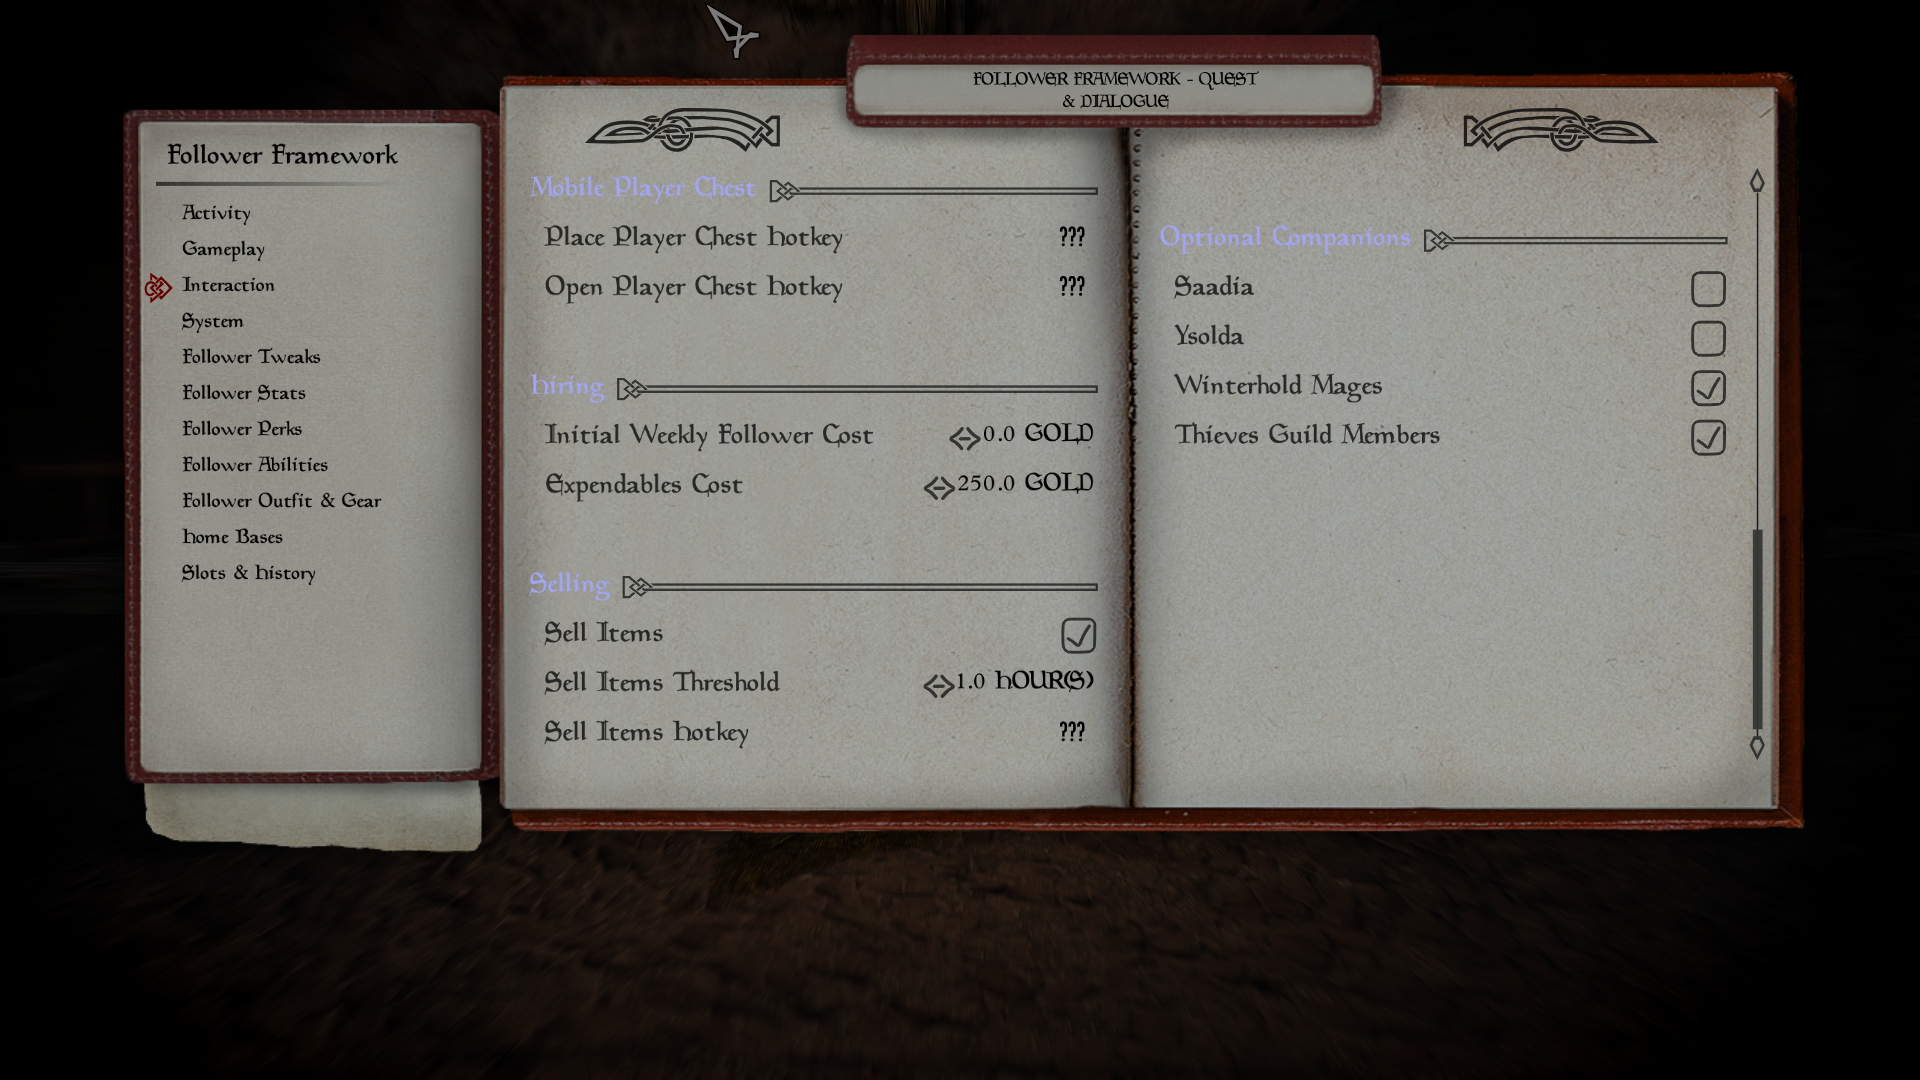 FOLLOWER FRAMEWORK - QUEST
& DIALOGUE
Follower Framework
Activity
Gameplay
Interaction
System
Follower Tweaks
Follower Stats
Follower Perks
Follower Abilities
Follower Outfit & Gear
Home Bases
Slots & History
Mobile Player Chest
Place Player Chest Hotkey ???
Open Player Chest Hotkey ???
Hiring
Initial Weekly Follower Cost 0.0 GOLD
Expendables Cost 250.0 GOLD
Selling
Sell Items
Sell Items Threshold 1.0 HOUR(S)
Sell Items Hotkey ???
Optional Companions
Saadia
Ysolda
Winterhold Mages
Thieves Guild Members